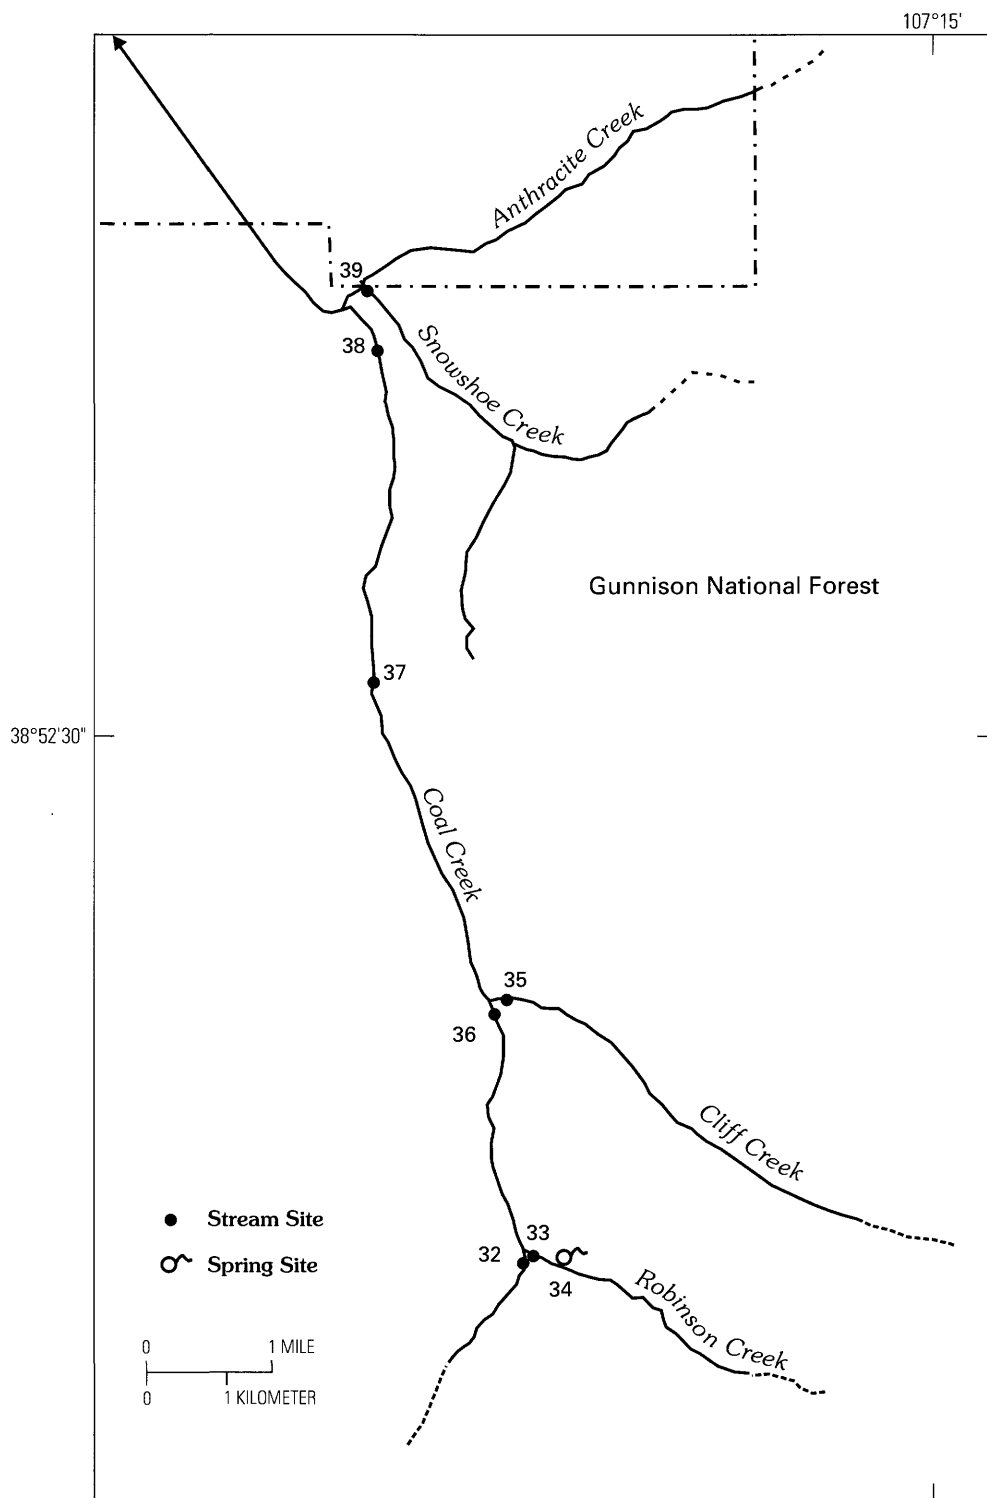 107°15'
Anthracite Creek
39
38
Snowshoe Creek
Gunnison National Forest
37
38°52'30"
Coal Creek
35
36
Cliff Creek
Stream Site
33
32
Spring Site
34
Robinson Creek
0 1 MILE
0 1 KILOMETER